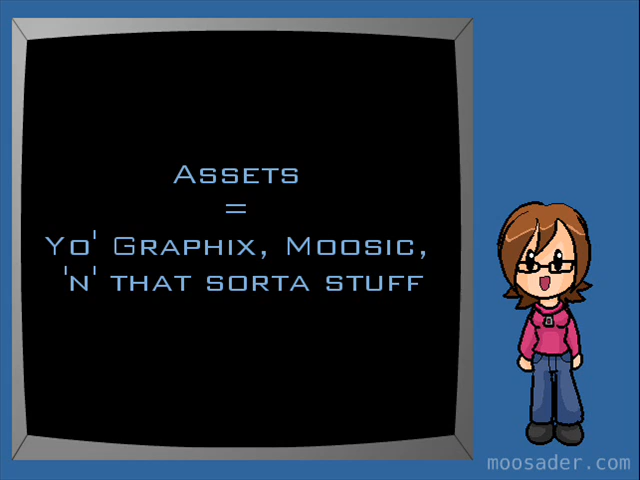 Assets
=
Yo' Graphix, Moosic,
'n' that sorta stuff
moosader.com